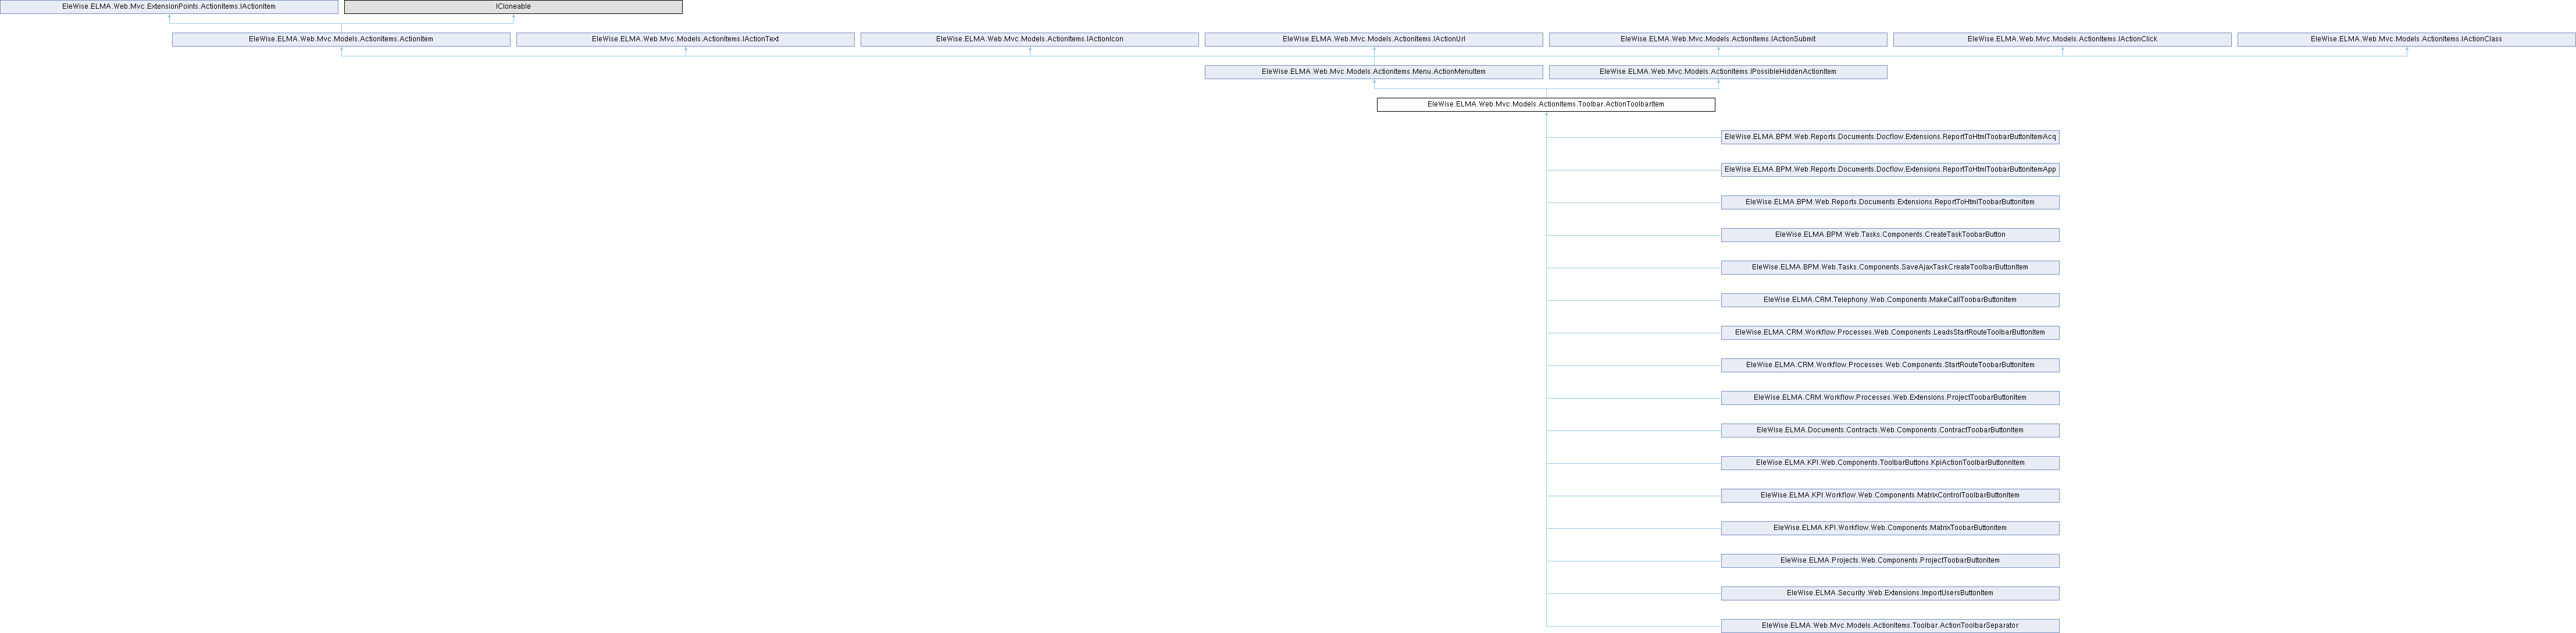 EleWise.ELMA.Web.Mvc.ExtensionPoints.ActionItems.IActionItem
ICloneable
EleWise.ELMA.Web.Mvc.Models.ActionItems.ActionItem
EleWise.ELMA.Web.Mvc.Models.ActionItems.IActionText
EleWise.ELMA.Web.Mvc.Models.ActionItems.IActionIcon
EleWise.ELMA.Web.Mvc.Models.ActionItems.IActionUrl
EleWise.ELMA.Web.Mvc.Models.ActionItems.IActionSubmit
EleWise.ELMA.Web.Mvc.Models.ActionItems.IActionClick
EleWise.ELMA.Web.Mvc.Models.ActionItems.IActionClass
EleWise.ELMA.Web.Mvc.Models.ActionItems.Menu.ActionMenuItem
EleWise.ELMA.Web.Mvc.Models.ActionItems.IPossibleHiddenActionItem
EleWise.ELMA.Web.Mvc.Models.ActionItems.Toolbar.ActionToolbarItem
EleWise.ELMA.BPM.Web.Reports.Documents.Docflow.Extensions.ReportToHtmlToobarButtonItemAcq
EleWise.ELMA.BPM.Web.Reports.Documents.Docflow.Extensions.ReportToHtmlToobarButtonItemApp
EleWise.ELMA.BPM.Web.Reports.Documents.Extensions.ReportToHtmlToobarButtonItem
EleWise.ELMA.BPM.Web.Tasks.Components.CreateTaskToobarButton
EleWise.ELMA.BPM.Web.Tasks.Components.SaveAjaxTaskCreateToolbarButtonItem
EleWise.ELMA.CRM.Telephony.Web.Components.MakeCallToobarButtonItem
EleWise.ELMA.CRM.Workflow.Processes.Web.Components.LeadsStartRouteToolbarButtonItem
EleWise.ELMA.CRM.Workflow.Processes.Web.Components.StartRouteToobarButtonItem
EleWise.ELMA.CRM.Workflow.Processes.Web.Extensions.ProjectToobarButtonItem
EleWise.ELMA.Documents.Contracts.Web.Components.ContractToobarButtonItem
EleWise.ELMA.KPI.Web.Components.ToolbarButtons.KpiActionToolbarButtonnItem
EleWise.ELMA.KPI.Workflow.Web.Components.MatrixControlToolbarButtonItem
EleWise.ELMA.KPI.Workflow.Web.Components.MatrixToobarButtonItem
EleWise.ELMA.Projects.Web.Components.ProjectToobarButtonItem
EleWise.ELMA.Security.Web.Extensions.ImportUsersButtonItem
EleWise.ELMA.Web.Mvc.Models.ActionItems.Toolbar.ActionToolbarSeparator